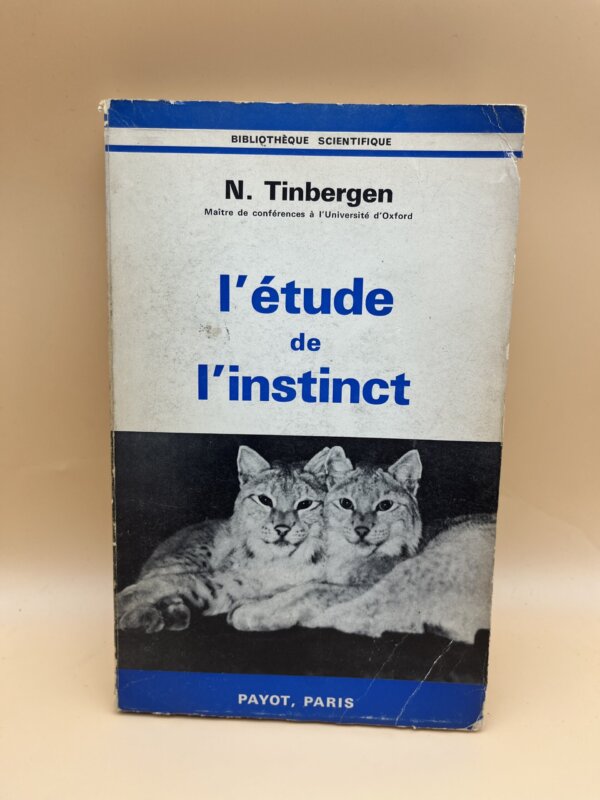 BIBLIOTHÈQUE SCIENTIFIQUE
N. Tinbergen
Maître de conférences à l'Université d'Oxford
l'étude
de
l'instinct
PAYOT, PARIS